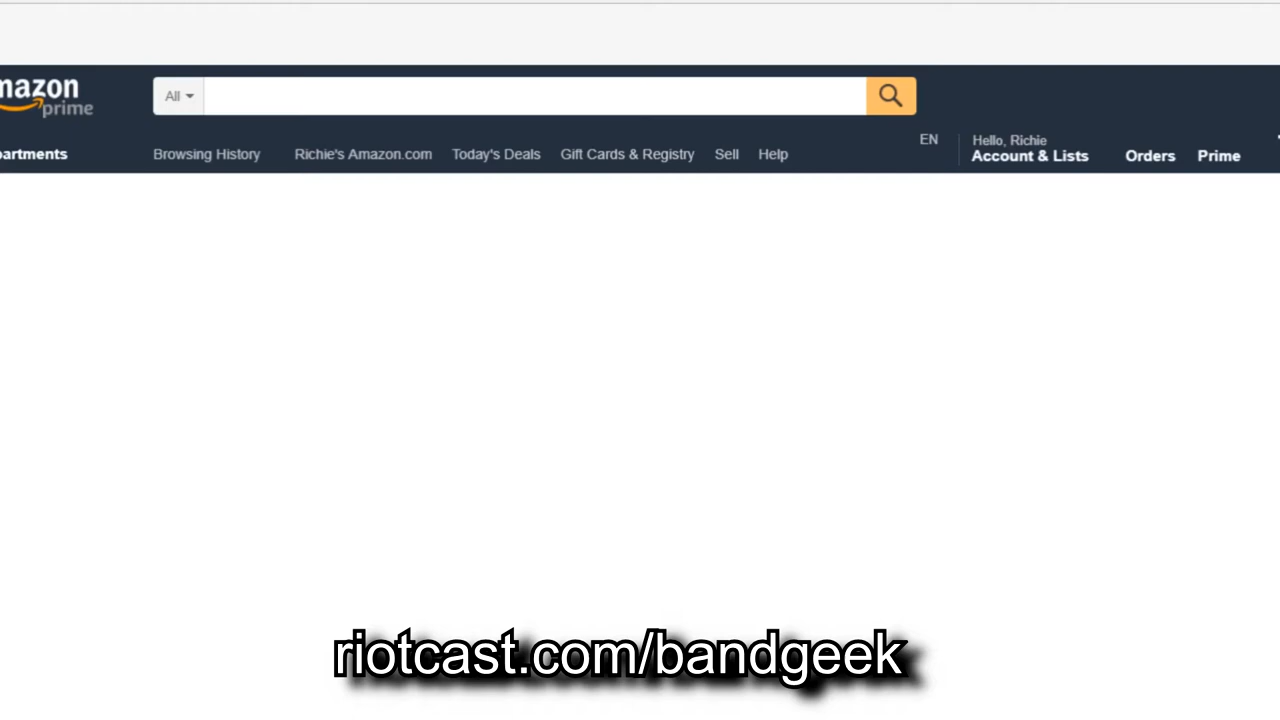 mazon
prime
All
EN
Hello, Richie
partments
Browsing History Richie's Amazon.com Today's Deals Gift Cards & Registry Sell Help
Account & Lists Orders Prime
riotcast.com/bandgeek